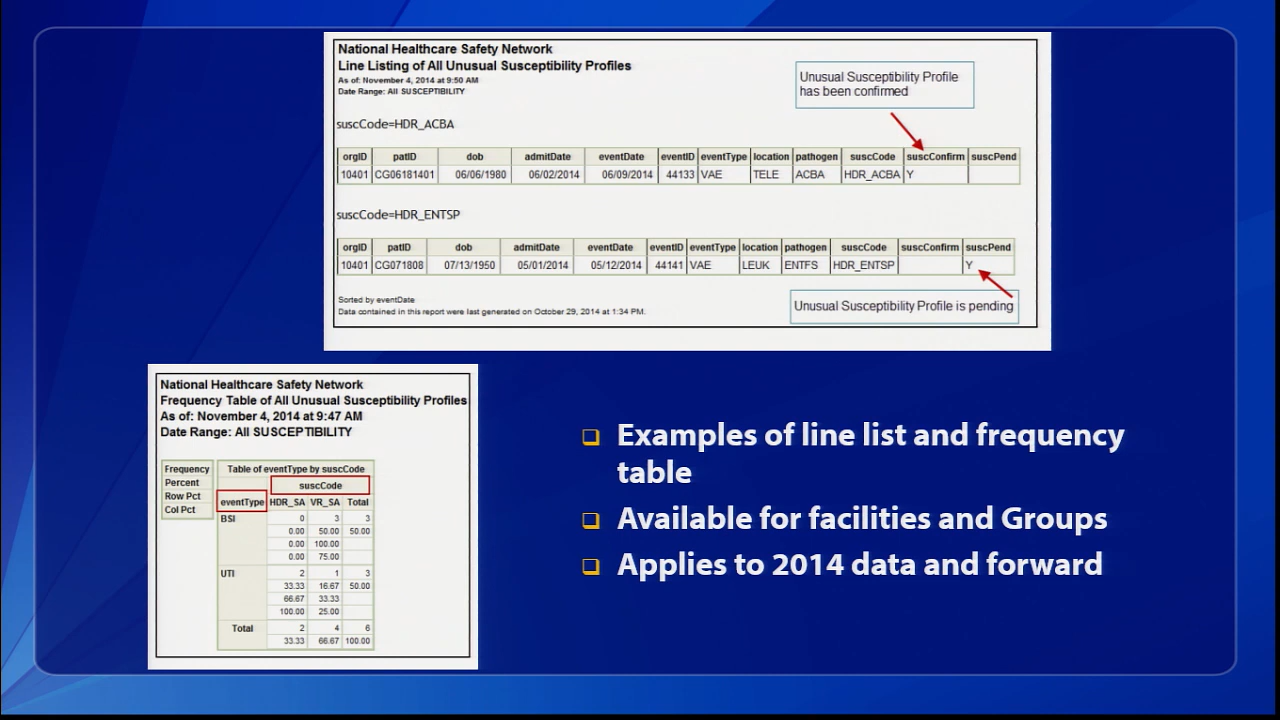 National Healthcare Safety Network
Line Listing of All Unusual Susceptibility Profiles
As of: November 4, 2014 at 9:50 AM
Date Range: All SUSCEPTIBILITY
Unusual Susceptibility Profile
has been confirmed
suscCode=HDR_ACBA
orgID patID dob admitDate eventDate eventID eventType location pathogen suscCode suscConfirm suscPend
10401 CG06181401 06/06/1980 06/02/2014 06/09/2014 44133 VAE TELE ACBA HDR_ACBA Y
suscCode=HDR_ENTSP
orgID patID dob admitDate eventDate eventID eventType location pathogen suscCode suscConfirm suscPend
10401 CG071808 07/13/1950 05/01/2014 05/12/2014 44141 VAE LEUK ENTFS HDR_ENTSP Y
Sorted by eventDate
Data contained in this report were last generated on October 29, 2014 at 1:34 PM.
Unusual Susceptibility Profile is pending
National Healthcare Safety Network
Frequency Table of All Unusual Susceptibility Profiles
As of: November 4, 2014 at 9:47 AM
Date Range: All SUSCEPTIBILITY
Frequency
Percent
Row Pct
Col Pct
Table of eventType by suscCode
suscCode
eventType HDR_SA VR_SA Total
BSI 0 3 3
0.00 50.00 50.00
0.00 100.00
0.00 75.00
UTI 2 1 3
33.33 16.67 50.00
66.67 33.33
100.00 25.00
Total 2 4 6
33.33 66.67 100.00
Examples of line list and frequency
table
Available for facilities and Groups
Applies to 2014 data and forward